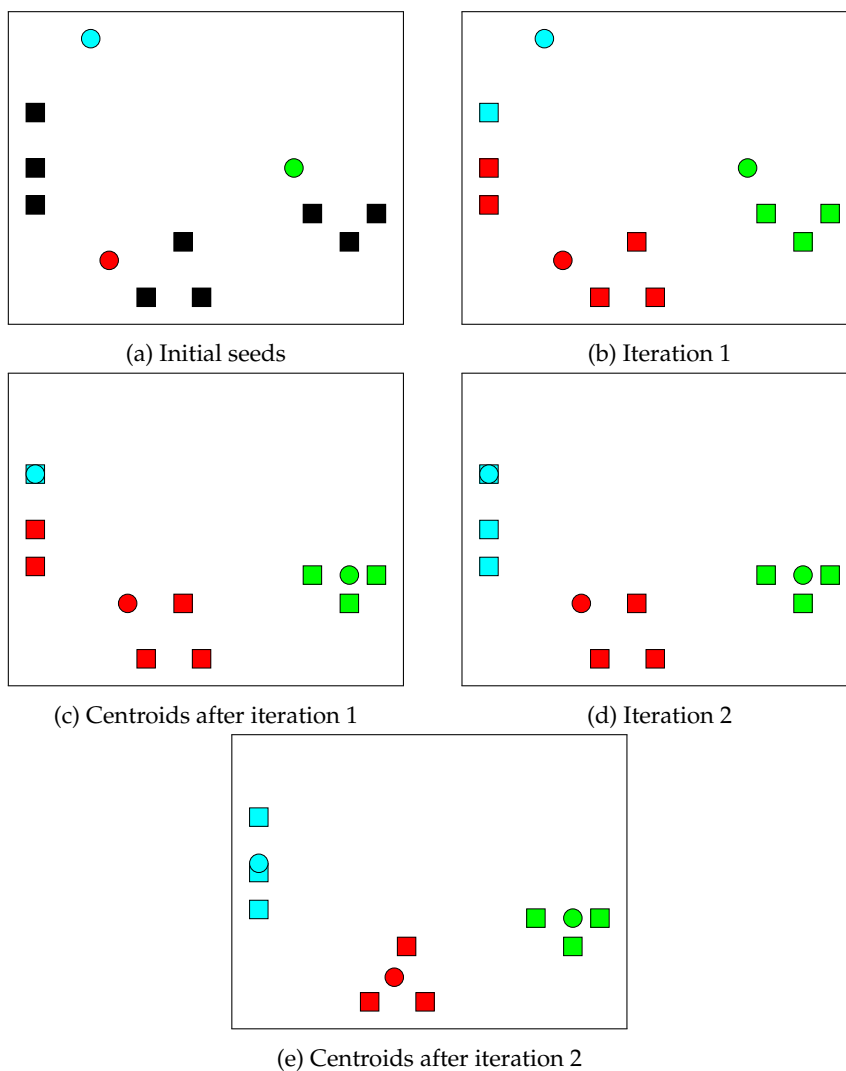 (a) Initial seeds
(b) Iteration 1
(c) Centroids after iteration 1
(d) Iteration 2
(e) Centroids after iteration 2